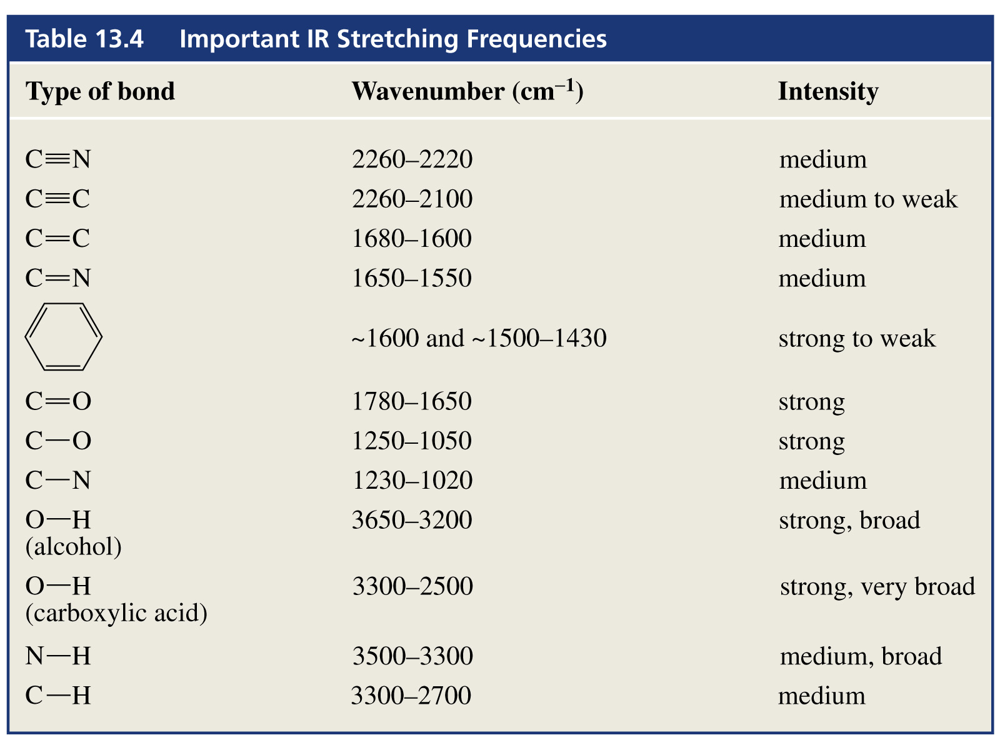 Table 13.4 Important IR Stretching Frequencies
Type of bond Wavenumber (cm⁻¹) Intensity
C≡N 2260–2220 medium
C≡C 2260–2100 medium to weak
C=C 1680–1600 medium
C=N 1650–1550 medium
~1600 and ~1500–1430 strong to weak
C=O 1780–1650 strong
C—O 1250–1050 strong
C—N 1230–1020 medium
O—H 3650–3200 strong, broad
(alcohol)
O—H 3300–2500 strong, very broad
(carboxylic acid)
N—H 3500–3300 medium, broad
C—H 3300–2700 medium